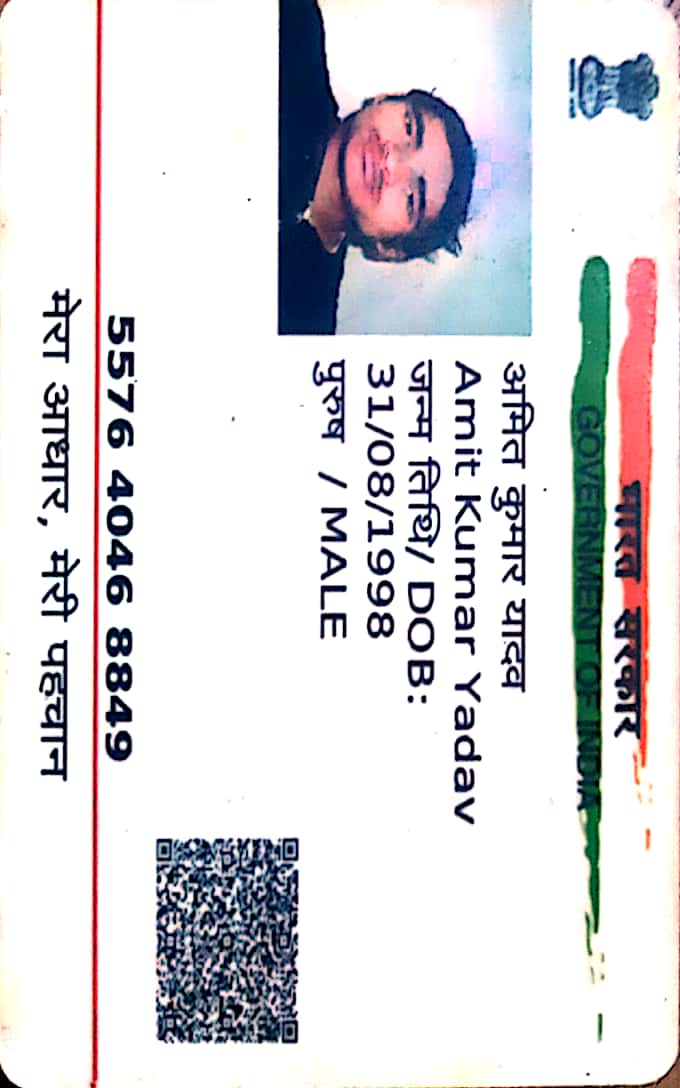 भारत सरकार
GOVERNMENT OF INDIA
अमित कुमार यादव
Amit Kumar Yadav
जन्म तिथि/ DOB:
31/08/1998
पुरुष / MALE
5576 4046 8849
मेरा आधार, मेरी पहचान